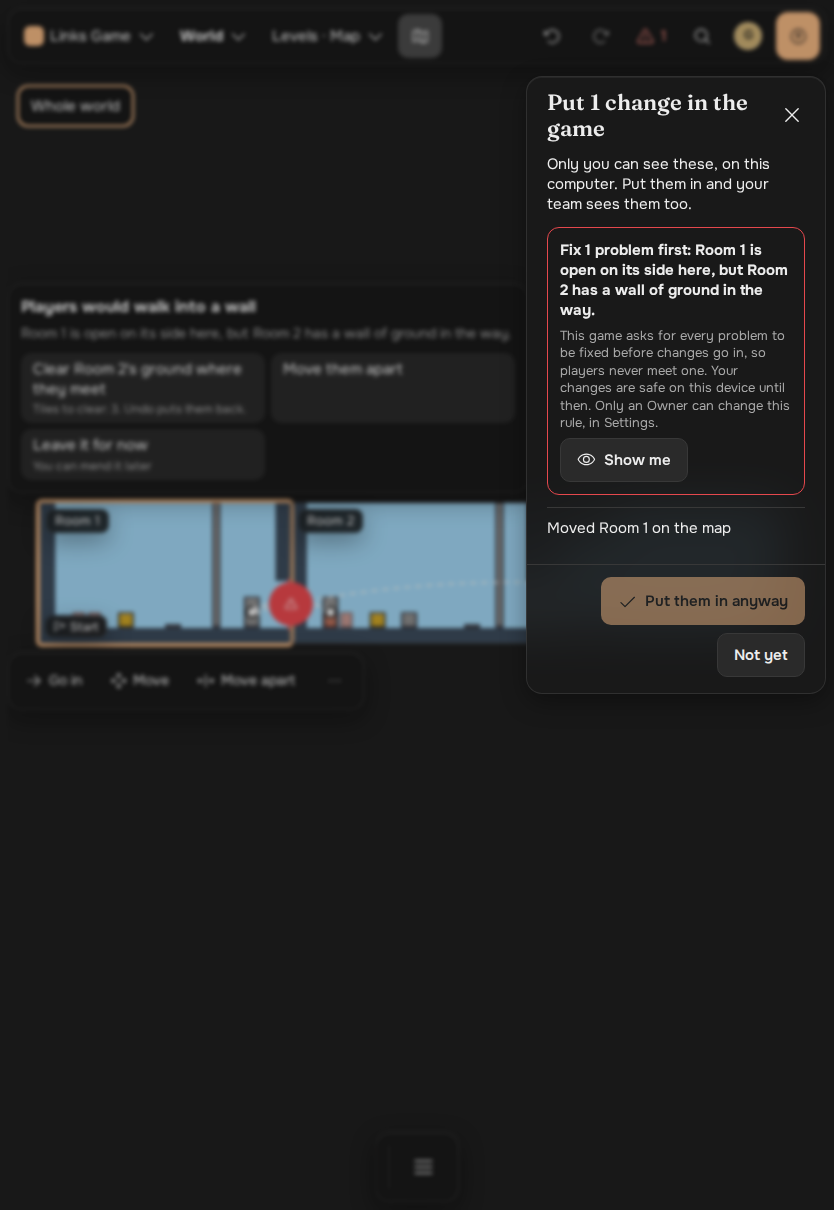 Links Game
World
Levels · Map
1
Whole world
Put 1 change in the
game
Only you can see these, on this
computer. Put them in and your
team sees them too.
Fix 1 problem first: Room 1 is
open on its side here, but Room
2 has a wall of ground in the
way.
This game asks for every problem to
be fixed before changes go in, so
players never meet one. Your
changes are safe on this device until
then. Only an Owner can change this
rule, in Settings.
Show me
Moved Room 1 on the map
Put them in anyway
Not yet
Players would walk into a wall
Room 1 is open on its side here, but Room 2 has a wall of ground in the way.
Clear Room 2's ground where
they meet
Tiles to clear: 3. Undo puts them back.
Move them apart
Leave it for now
You can mend it later
Room 1
Room 2
Start
Go in
Move
Move apart